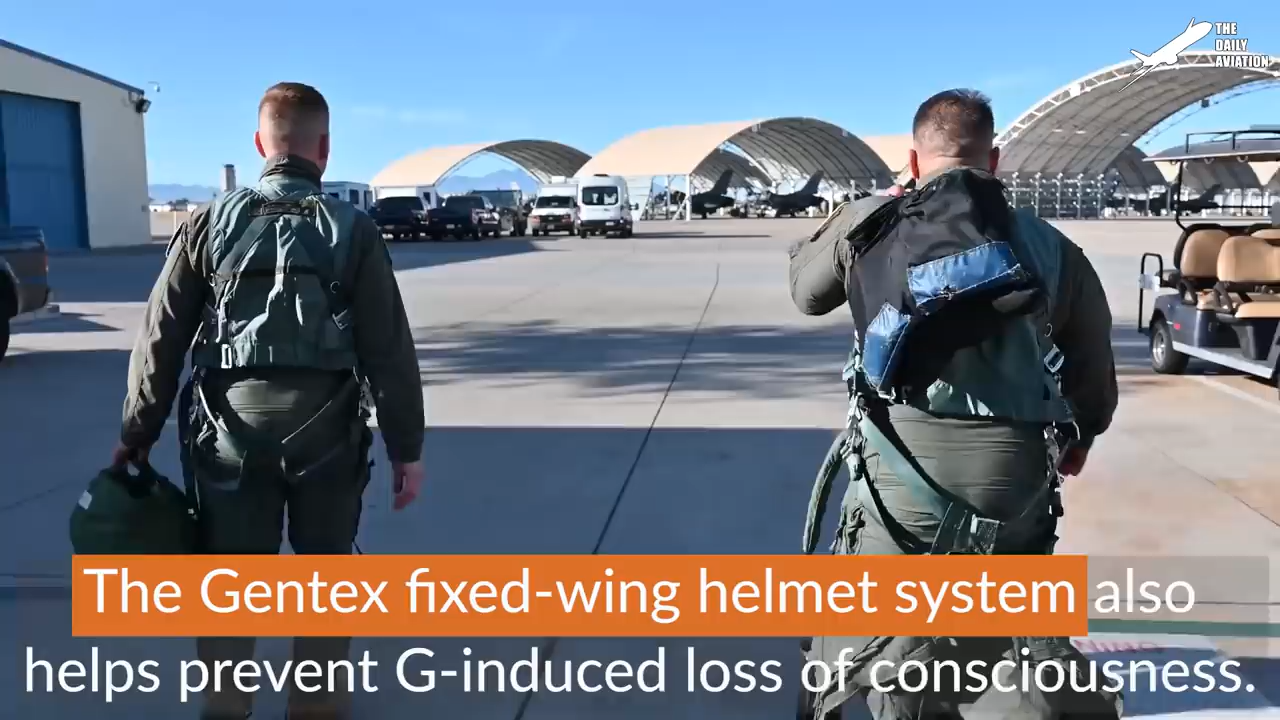 THE
DAILY
AVIATION
The Gentex fixed-wing helmet system also
helps prevent G-induced loss of consciousness.